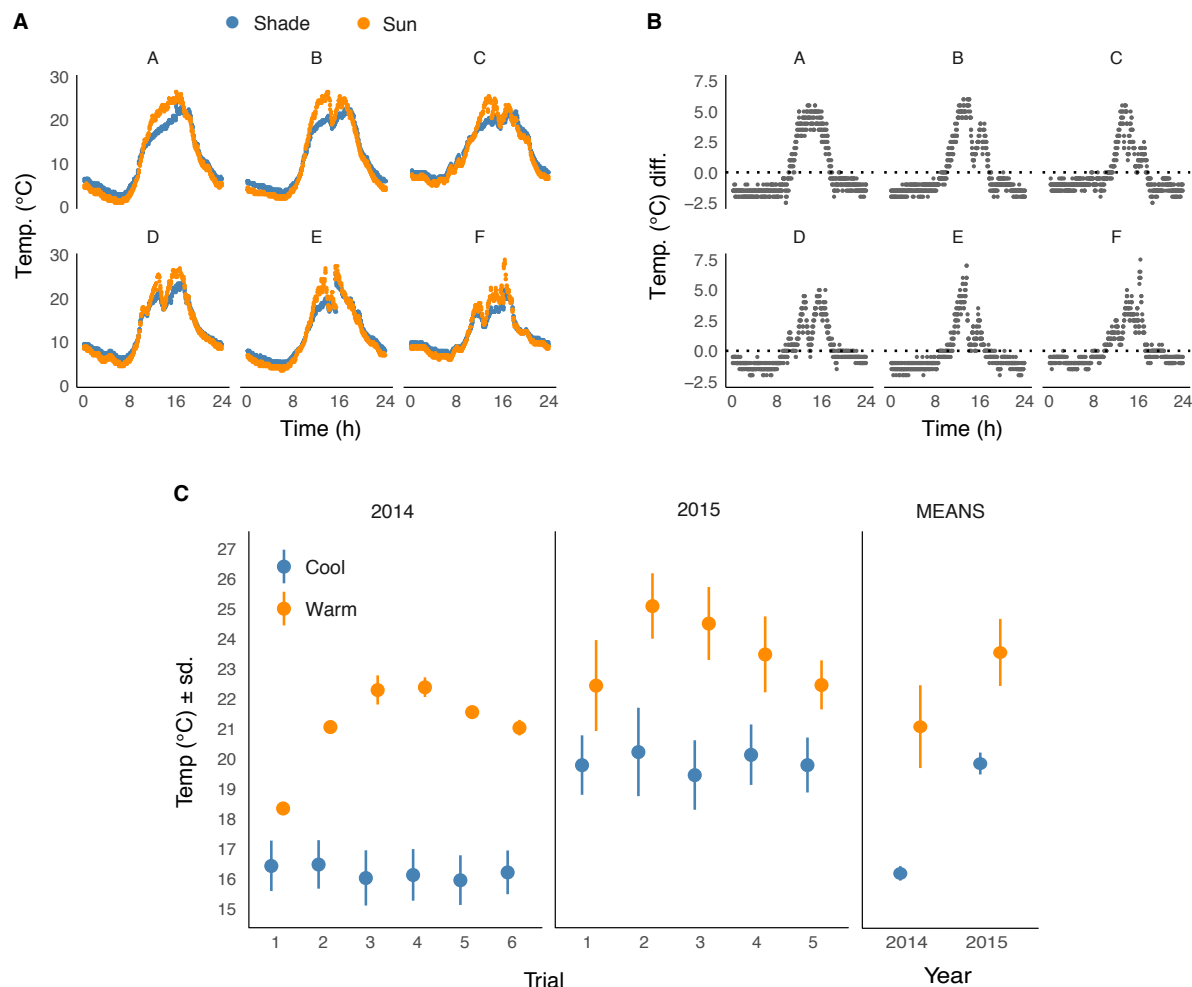 A
Shade
Sun
A
B
C
30
20
10
0
D
E
F
30
20
10
0
0 8 16 24
0 8 16 24
0 8 16 24
Temp. (°C)
Time (h)
B
A
B
C
7.5
5.0
2.5
0.0
−2.5
D
E
F
7.5
5.0
2.5
0.0
−2.5
0 8 16 24
0 8 16 24
0 8 16 24
Temp. (°C) diff.
Time (h)
C
2014
2015
MEANS
Cool
Warm
27
26
25
24
23
22
21
20
19
18
17
16
15
Temp (°C) ± sd.
1 2 3 4 5 6
1 2 3 4 5
2014 2015
Trial
Year